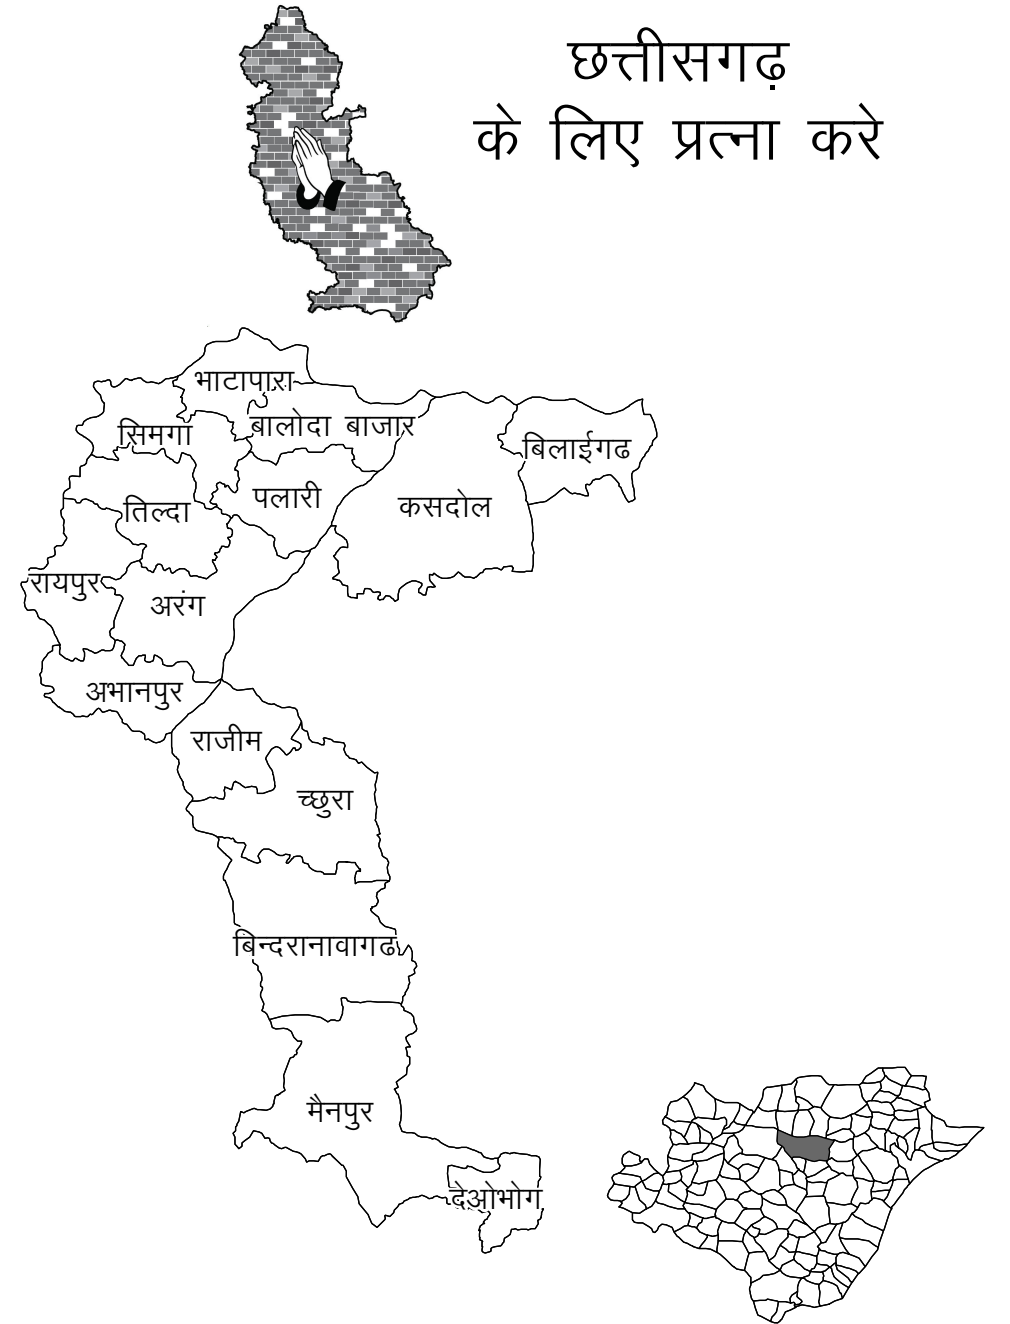 छत्तीसगढ़
के लिए प्रत्ना करे
भाटापारा
बालोदा बाजार
सिमगा
बिलाईगढ
पलारी
कसदोल
तिल्दा
रायपुर
अरंग
अभानपुर
राजीम
च्छुरा
बिन्दरानावागढ
मैनपुर
देओभोग